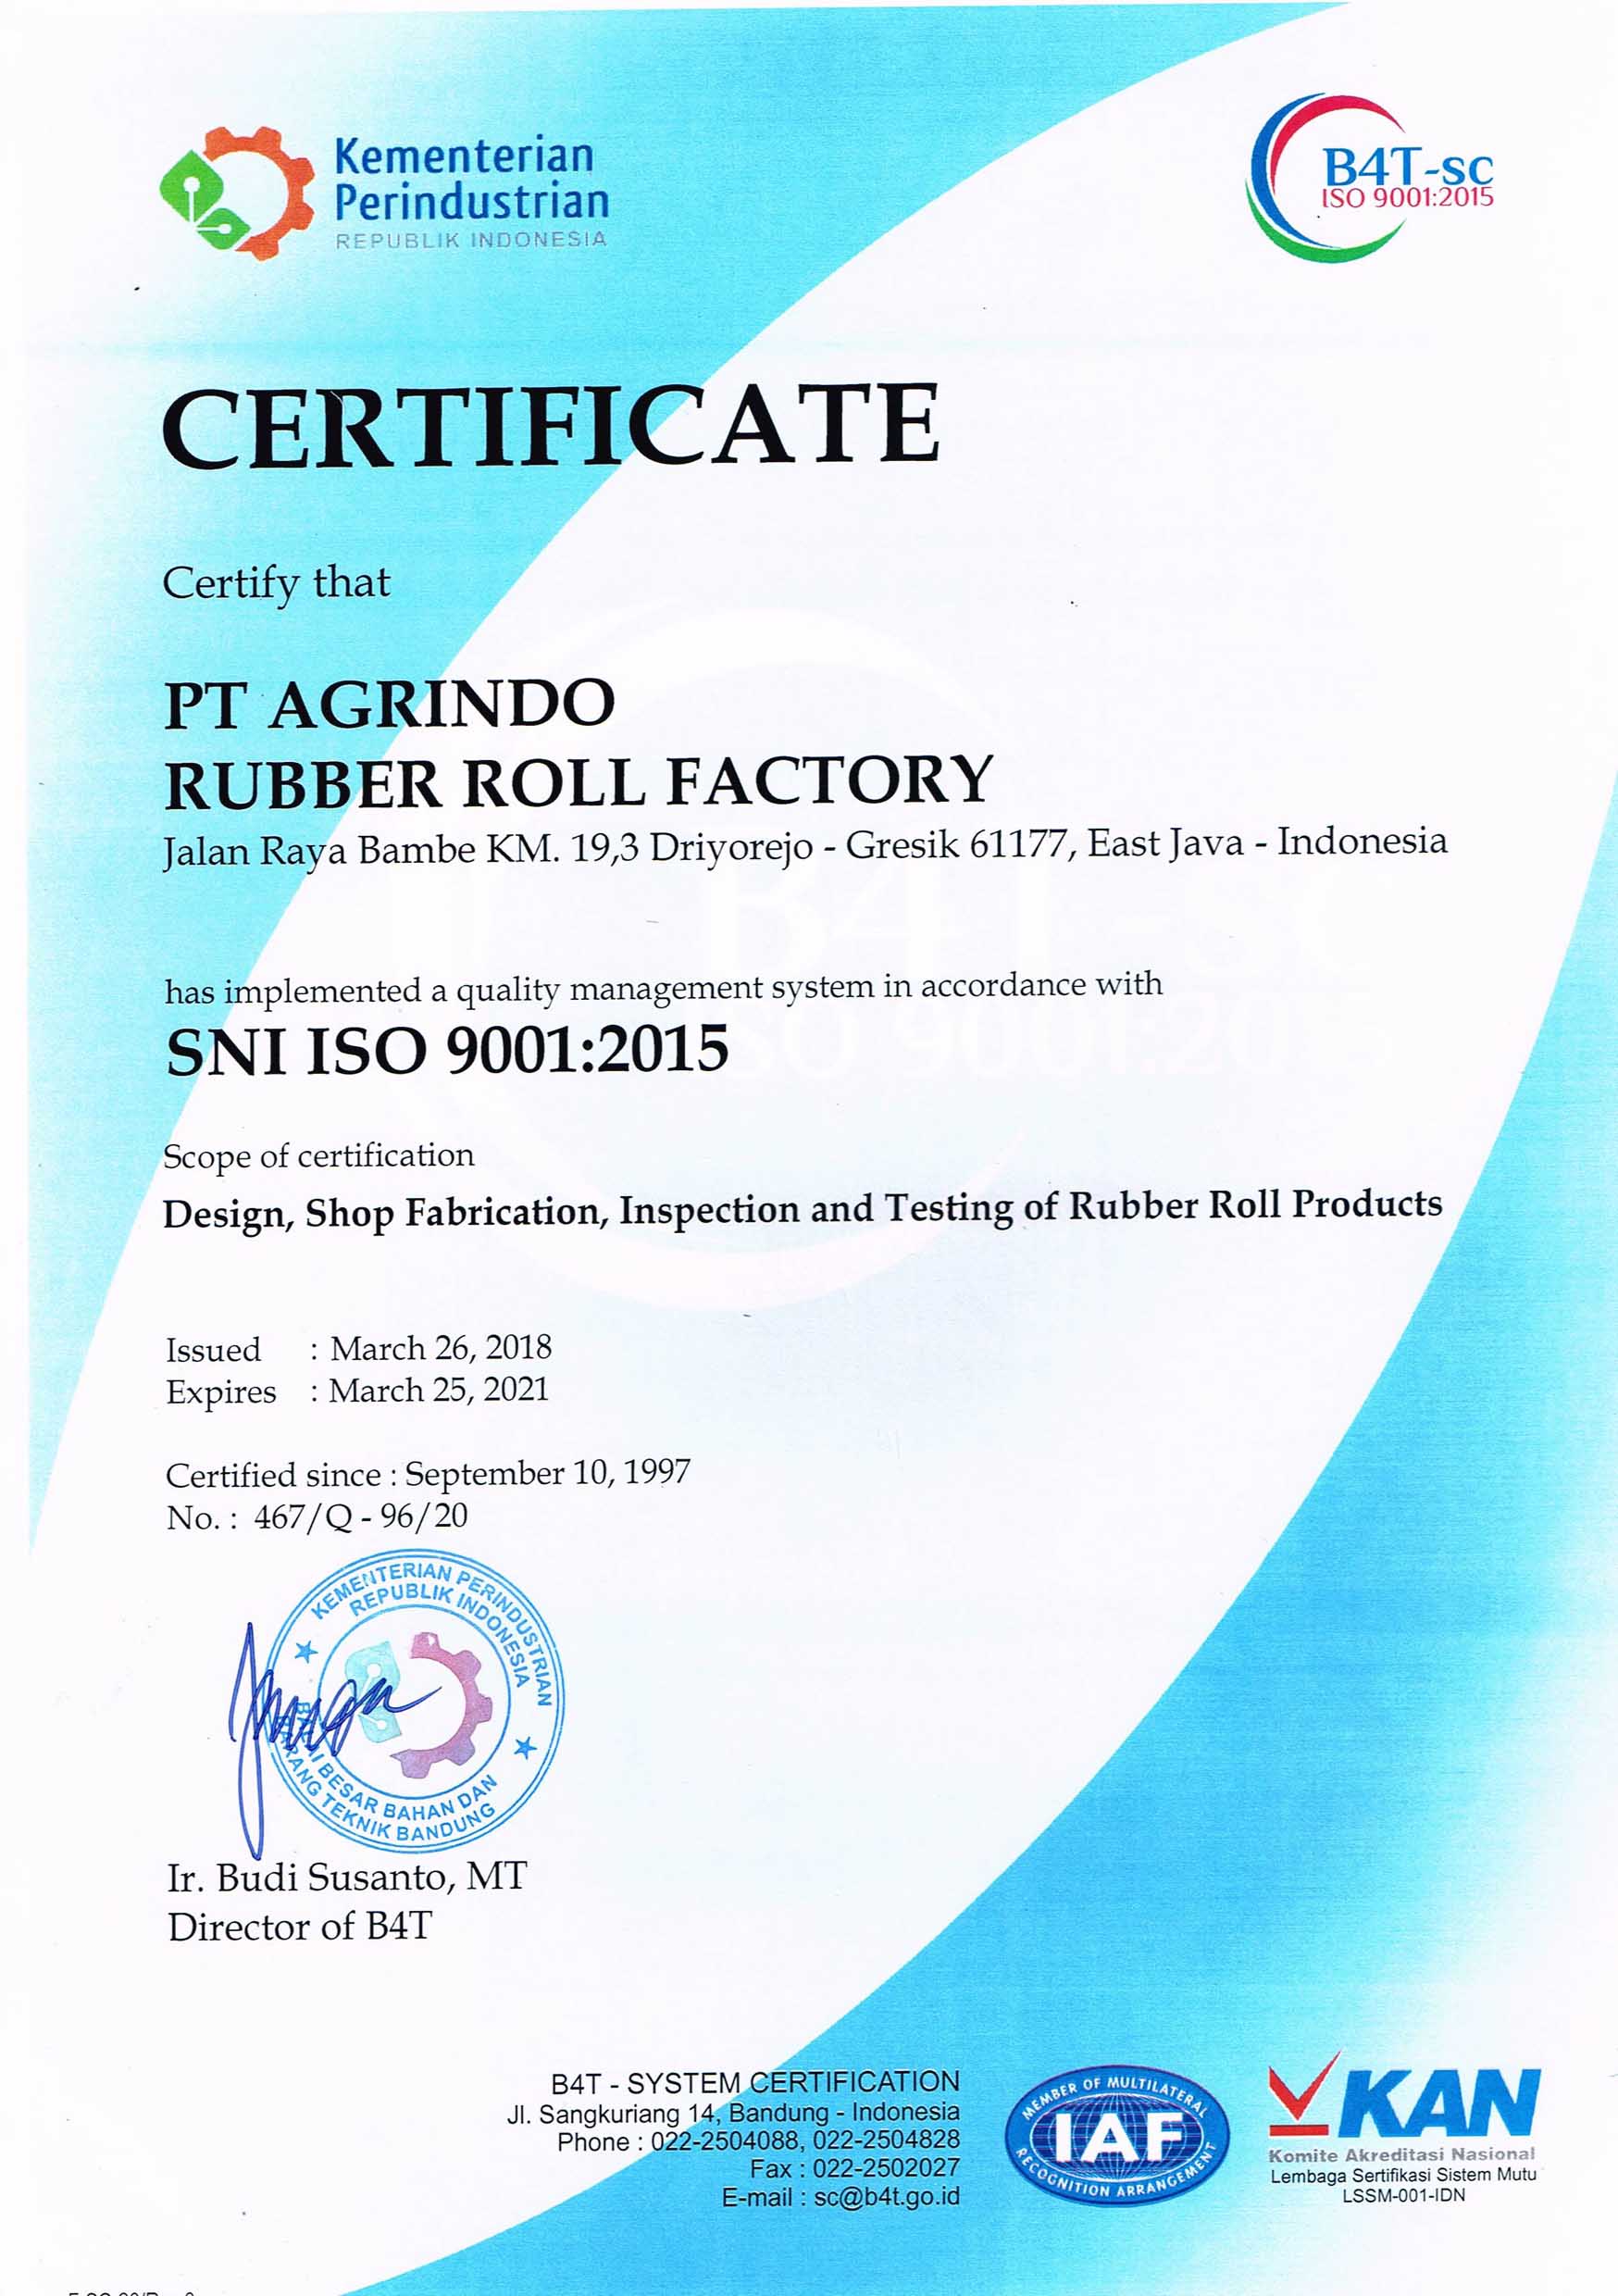 Kementerian
Perindustrian
REPUBLIK INDONESIA
B4T-sc
ISO 9001:2015
CERTIFICATE
Certify that
PT AGRINDO
RUBBER ROLL FACTORY
Jalan Raya Bambe KM. 19,3 Driyorejo - Gresik 61177, East Java - Indonesia
has implemented a quality management system in accordance with
SNI ISO 9001:2015
Scope of certification
Design, Shop Fabrication, Inspection and Testing of Rubber Roll Products
Issued : March 26, 2018
Expires : March 25, 2021
Certified since : September 10, 1997
No. : 467/Q - 96/20
KEMENTERIAN PERINDUSTRIAN
REPUBLIK INDONESIA
BALAI BESAR BAHAN DAN
BARANG TEKNIK BANDUNG
Ir. Budi Susanto, MT
Director of B4T
B4T - SYSTEM CERTIFICATION
Jl. Sangkuriang 14, Bandung - Indonesia
Phone : 022-2504088, 022-2504828
Fax : 022-2502027
E-mail : sc@b4t.go.id
MEMBER OF MULTILATERAL
IAF
RECOGNITION ARRANGEMENT
KAN
Komite Akreditasi Nasional
Lembaga Sertifikasi Sistem Mutu
LSSM-001-IDN